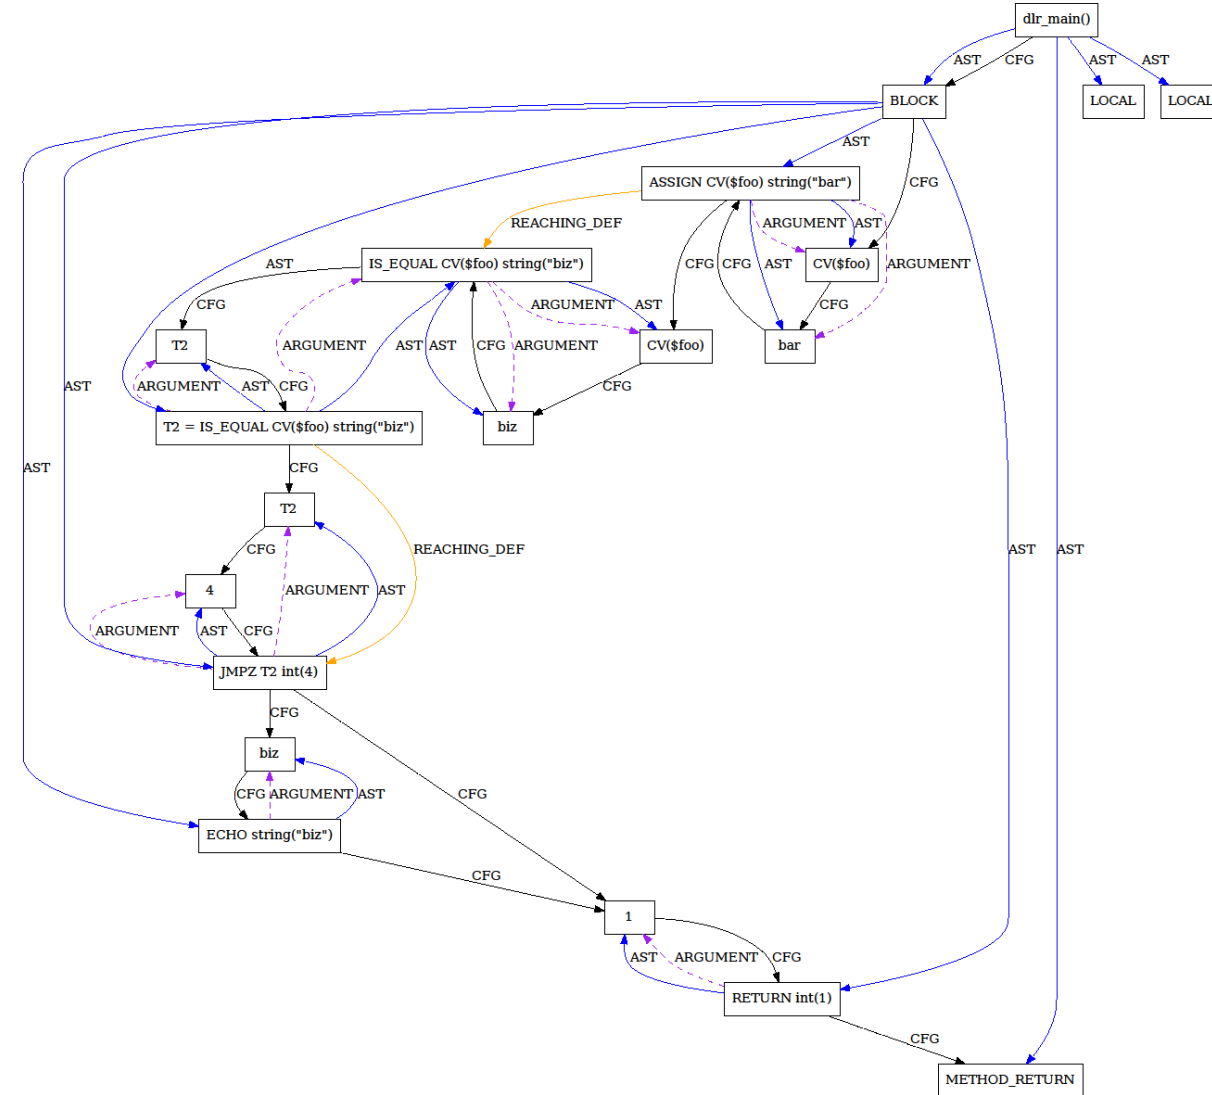 dlr_main()
AST
CFG
AST
AST
BLOCK
LOCAL
LOCAL
AST
ASSIGN CV($foo) string("bar")
CFG
REACHING_DEF
ARGUMENT
AST
AST
IS_EQUAL CV($foo) string("biz")
CFG
CFG
AST
CV($foo)
ARGUMENT
CFG
ARGUMENT
AST
CFG
T2
ARGUMENT
AST
AST
CFG
ARGUMENT
CV($foo)
bar
AST
ARGUMENT
AST
CFG
CFG
T2 = IS_EQUAL CV($foo) string("biz")
biz
AST
CFG
T2
CFG
REACHING_DEF
AST
AST
4
ARGUMENT
AST
ARGUMENT
AST
CFG
JMPZ T2 int(4)
CFG
biz
CFG
ARGUMENT
AST
CFG
ECHO string("biz")
CFG
1
AST
ARGUMENT
CFG
RETURN int(1)
CFG
METHOD_RETURN